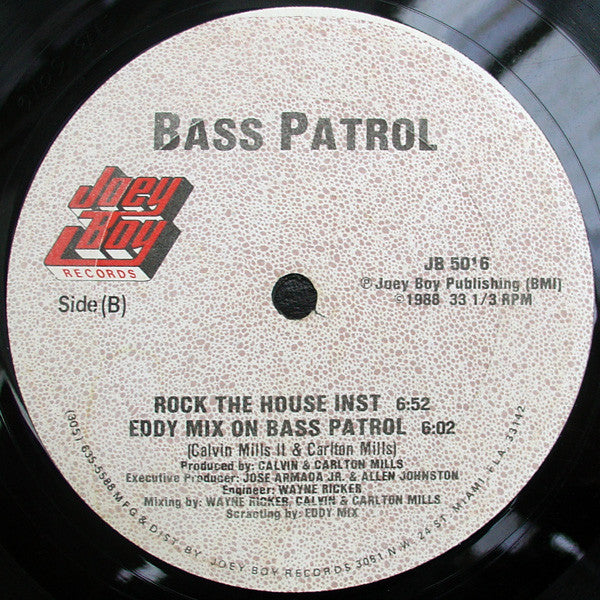 BASS PATROL
Joey
Boy
RECORDS
Side (B)
JB 5016
℗ Joey Boy Publishing (BMI)
©1988 33 1/3 RPM
ROCK THE HOUSE INST 6:52
EDDY MIX ON BASS PATROL 6:02
(Calvin Mills II & Carlton Mills)
Produced by: CALVIN & CARLTON MILLS
Executive Producer: JOSE ARMADA JR. & ALLEN JOHNSTON
Engineer: WAYNE RICKER
Mixing by: WAYNE RICKER, CALVIN & CARLTON MILLS
Scracting by: EDDY MIX
(305) 635-5588 MFG & DIST BY JOEY BOY RECORDS 3081 N.W. 24 ST. MIAMI, FLA. 33142